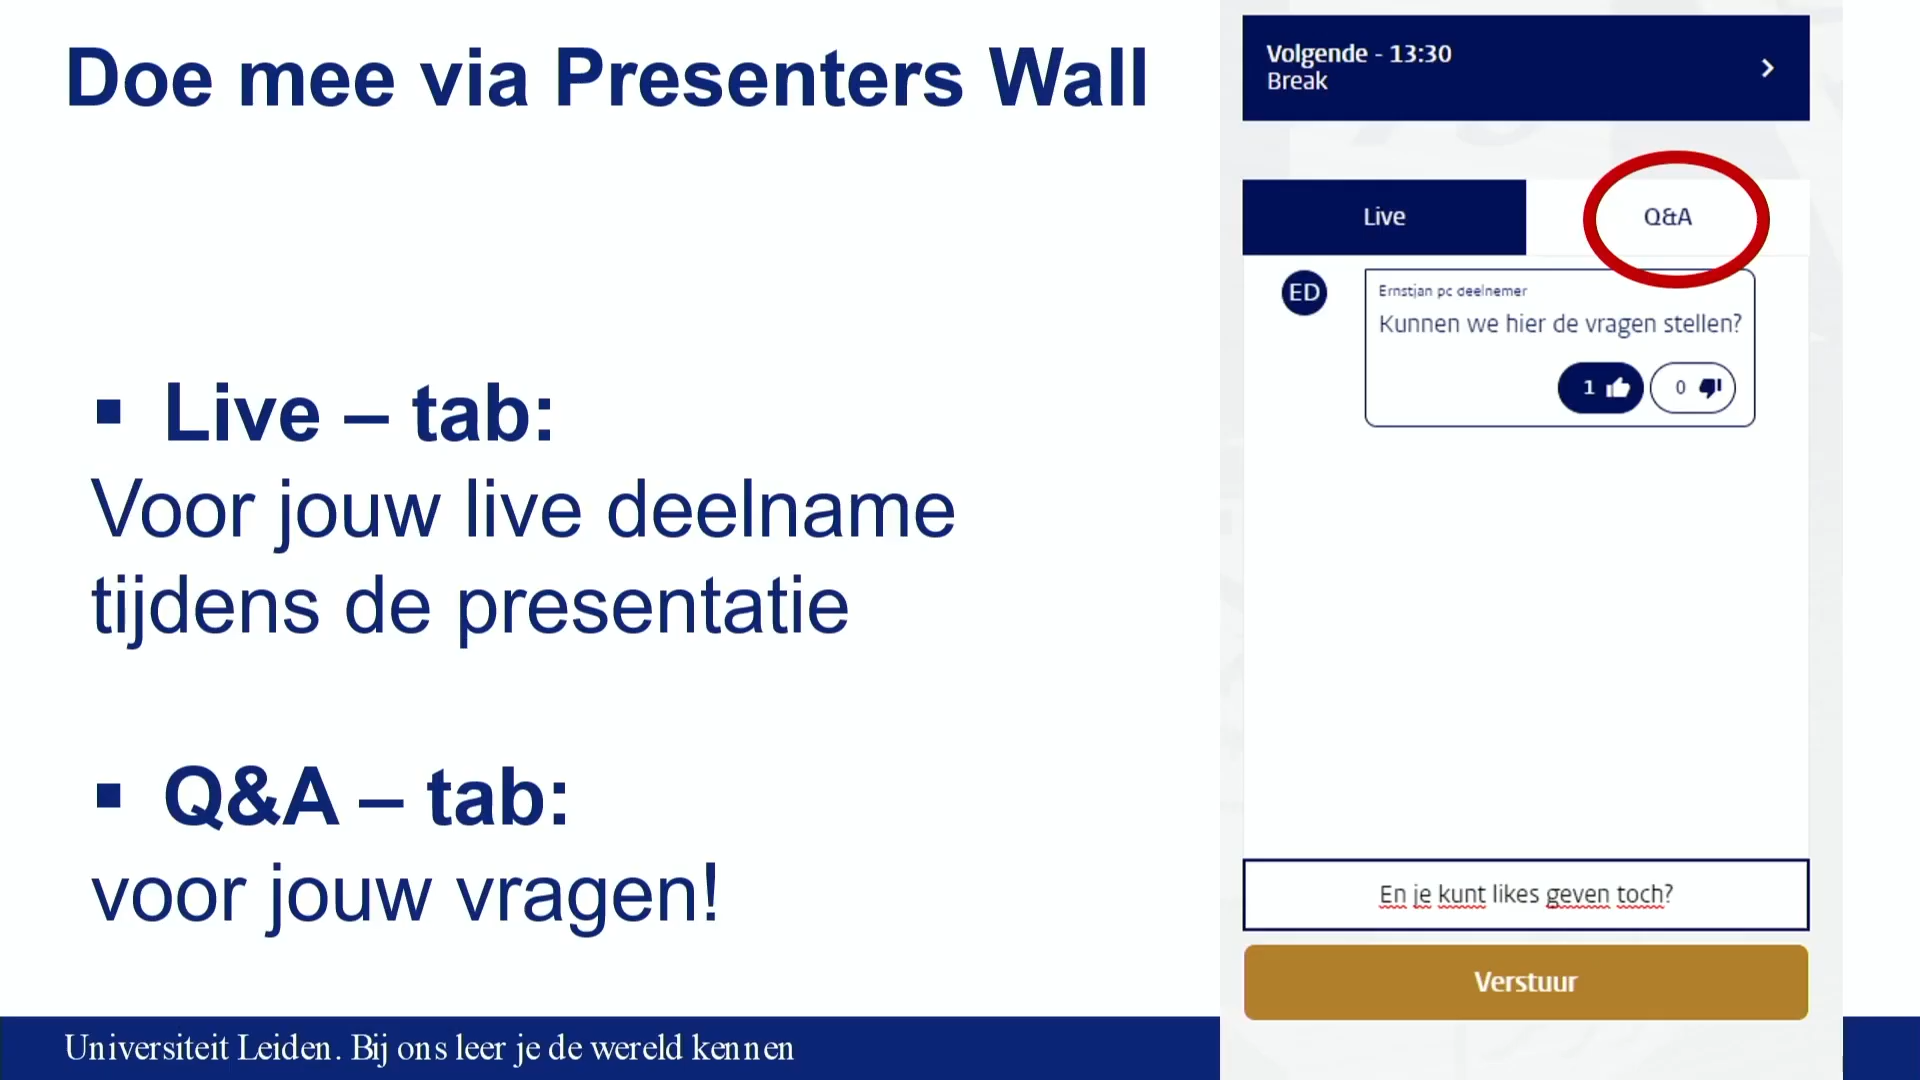 Doe mee via Presenters Wall
▪ Live – tab:
Voor jouw live deelname
tijdens de presentatie
▪ Q&A – tab:
voor jouw vragen!
Universiteit Leiden. Bij ons leer je de wereld kennen
Volgende - 13:30
Break
Live
Q&A
ED
Ernstjan pc deelnemer
Kunnen we hier de vragen stellen?
1
0
En je kunt likes geven toch?
Verstuur